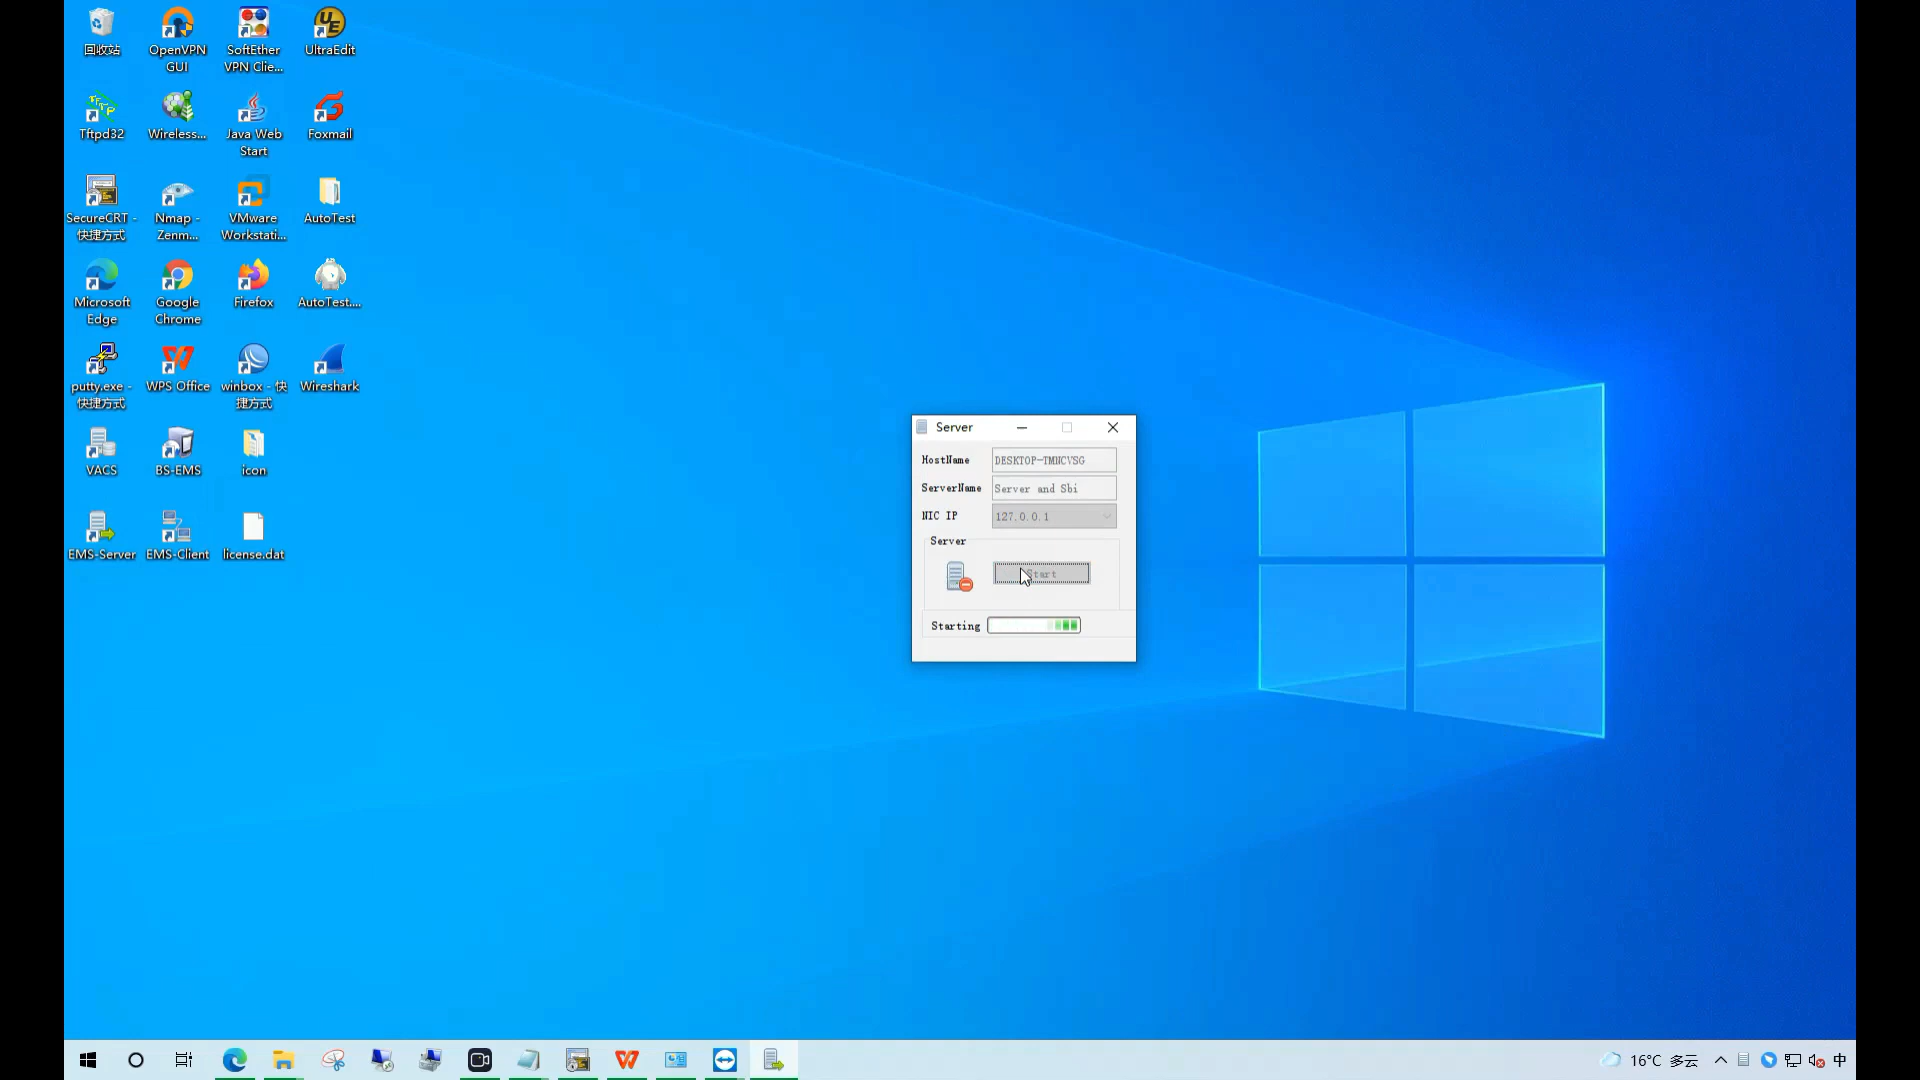 回收站
OpenVPN
GUI
SoftEther
VPN Clie...
UltraEdit
Tftpd32
Wireless...
Java Web
Start
Foxmail
SecureCRT -
快捷方式
Nmap -
Zenm...
VMware
Workstati...
AutoTest
Microsoft
Edge
Google
Chrome
Firefox
AutoTest....
putty.exe -
快捷方式
WPS Office
winbox - 快
捷方式
Wireshark
VACS
BS-EMS
icon
EMS-Server
EMS-Client
license.dat
Server
HostName
DESKTOP-TMNCVSG
ServerName
Server and Sbi
NIC IP
127.0.0.1
Server
Start
Starting
16°C 多云
中